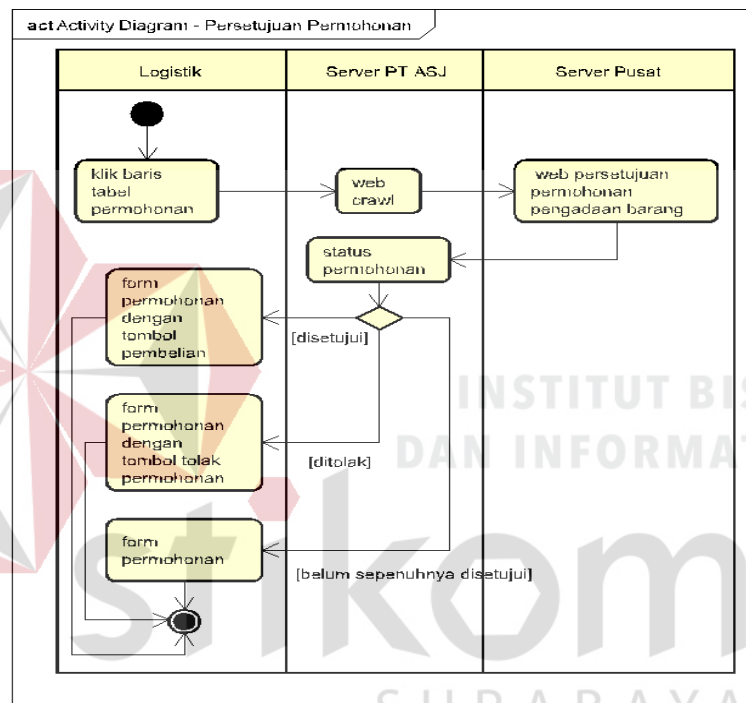 act Activity Diagram - Persetujuan Permohonan
Logistik
Server PT ASJ
Server Pusat
klik baris
tabel
permohonan
web
crawl
web persetujuan
permohonan
pengadaan barang
status
permohonan
form
permohonan
dengan
tombol
pembelian
[disetujui]
form
permohonan
dengan
tombol tolak
permohonan
[ditolak]
form
permohonan
[belum sepenuhnya disetujui]
INSTITUT BIS
DAN INFORMA
stikom
SURABAYA